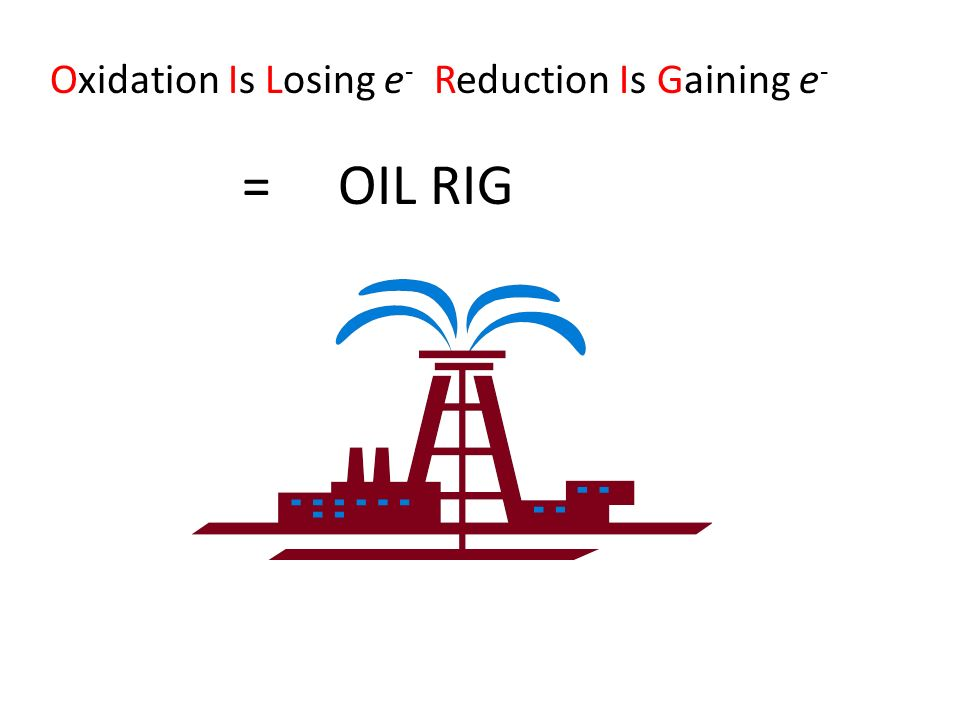 Oxidation Is Losing e⁻ Reduction Is Gaining e⁻
= OIL RIG